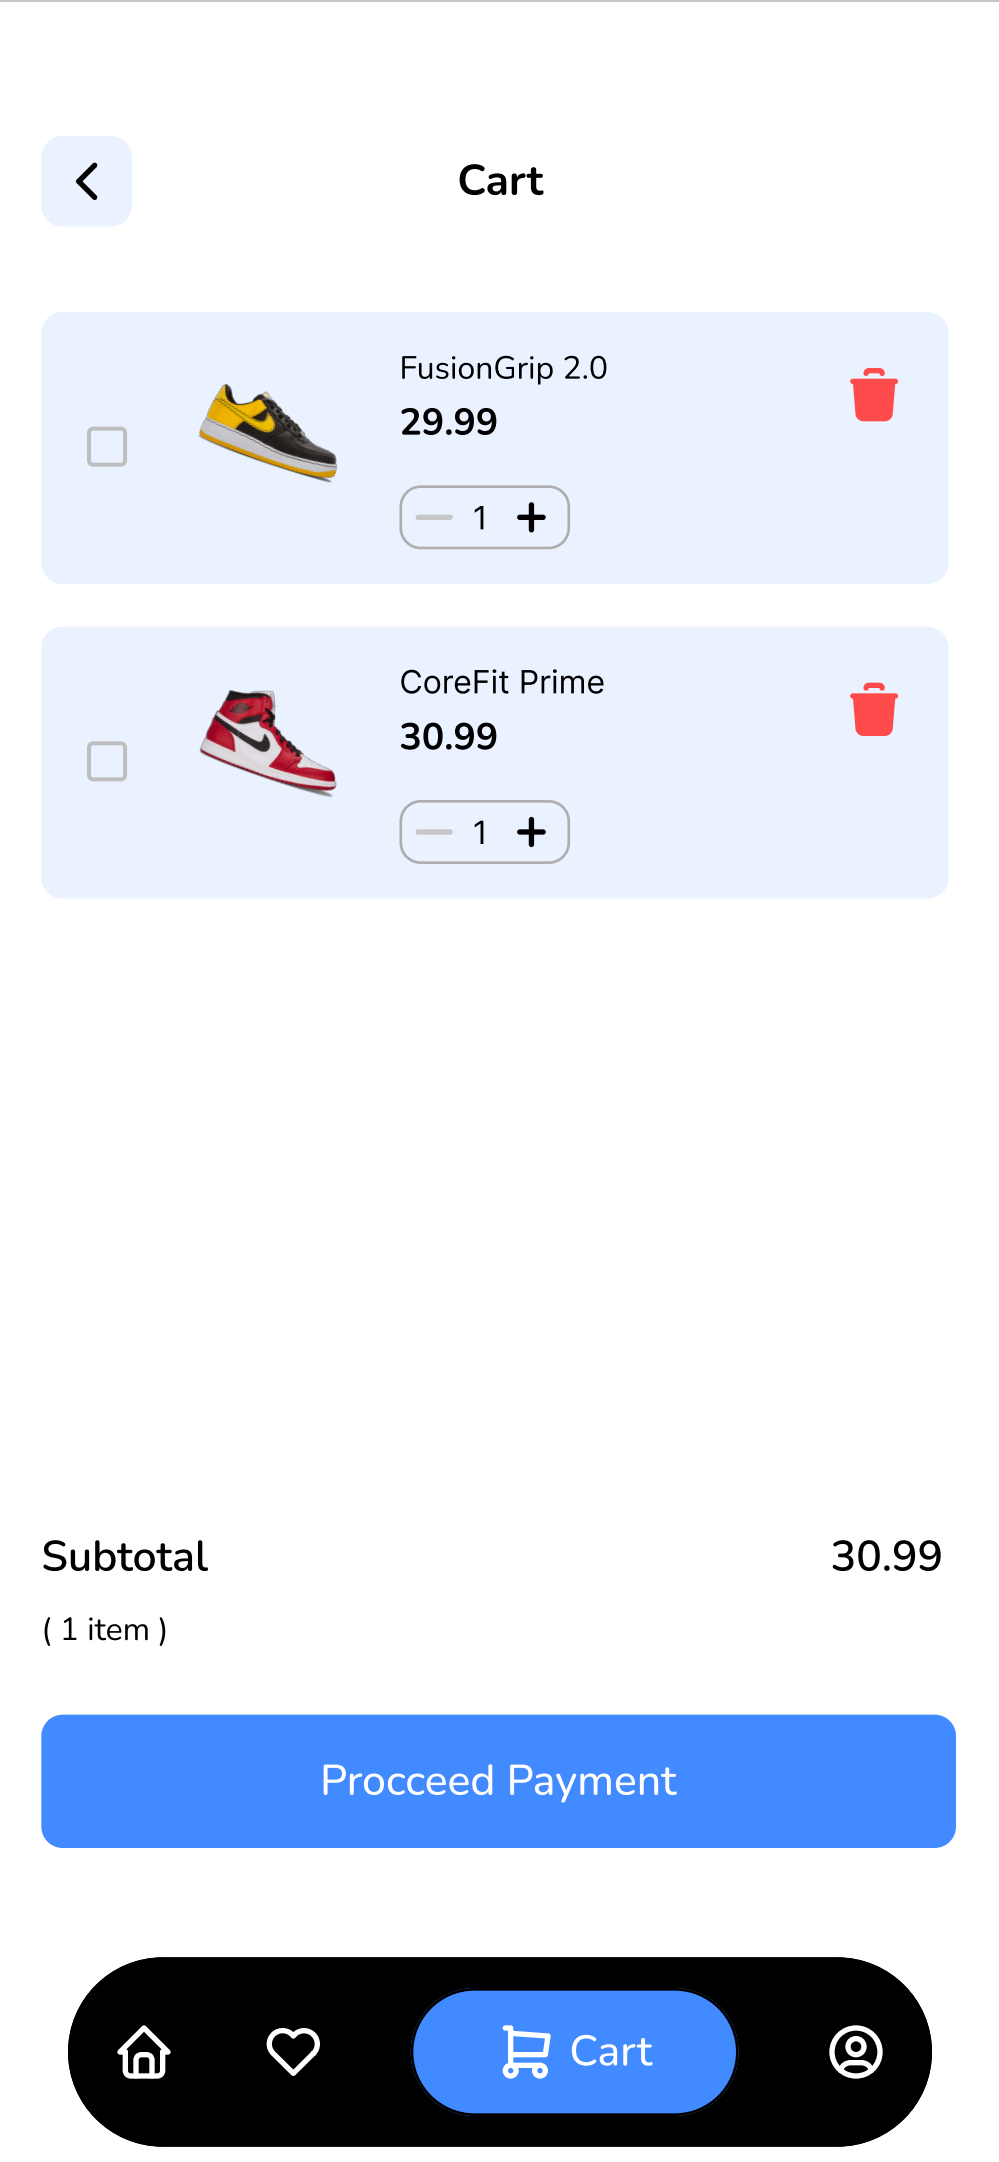 Cart
FusionGrip 2.0
29.99
1
CoreFit Prime
30.99
1
Subtotal 30.99
( 1 item )
Procceed Payment
Cart